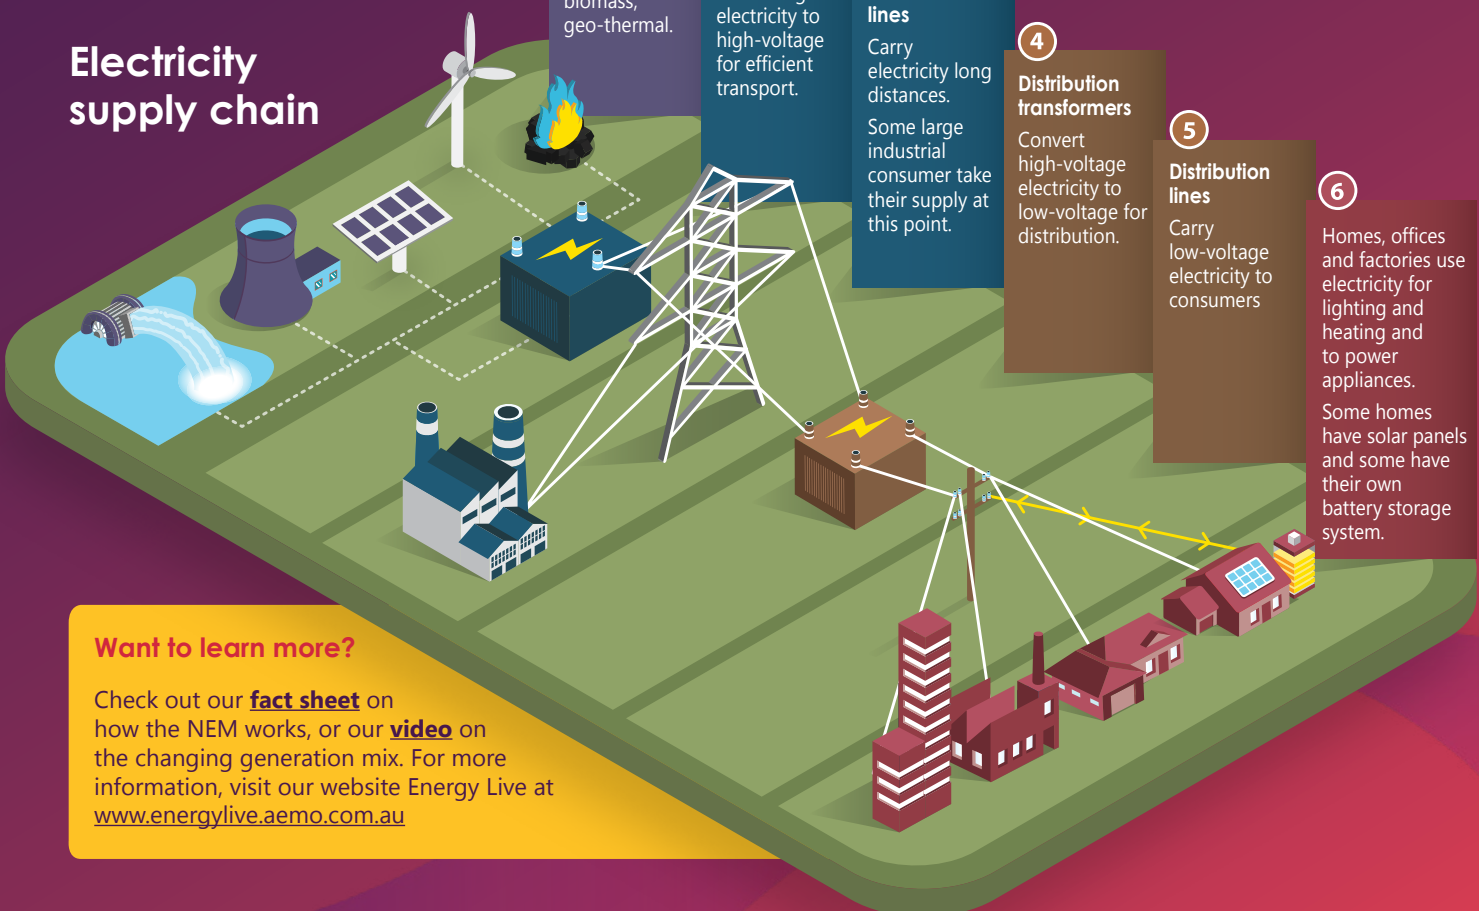 Electricity
supply chain
biomass,
geo-thermal.
electricity to
high-voltage
for efficient
transport.
lines
Carry
electricity long
distances.
Some large
industrial
consumer take
their supply at
this point.
4
Distribution
transformers
Convert
high-voltage
electricity to
low-voltage for
distribution.
5
Distribution
lines
Carry
low-voltage
electricity to
consumers
6
Homes, offices
and factories use
electricity for
lighting and
heating and
to power
appliances.
Some homes
have solar panels
and some have
their own
battery storage
system.
Want to learn more?
Check out our fact sheet on
how the NEM works, or our video on
the changing generation mix. For more
information, visit our website Energy Live at
www.energylive.aemo.com.au